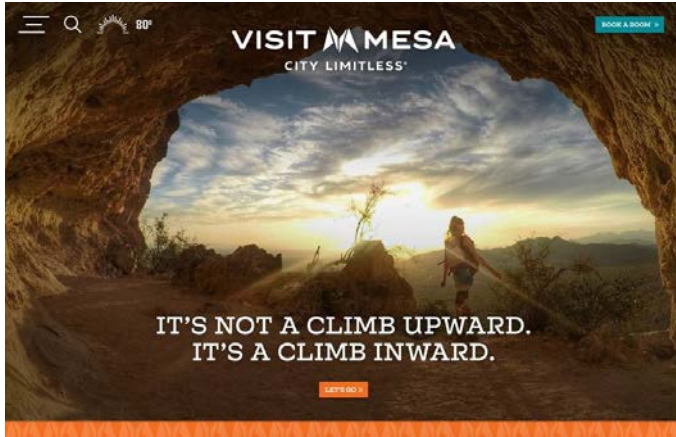 80°
VISIT MESA
CITY LIMITLESS®
BOOK A ROOM >
IT'S NOT A CLIMB UPWARD.
IT'S A CLIMB INWARD.
LET'S GO >